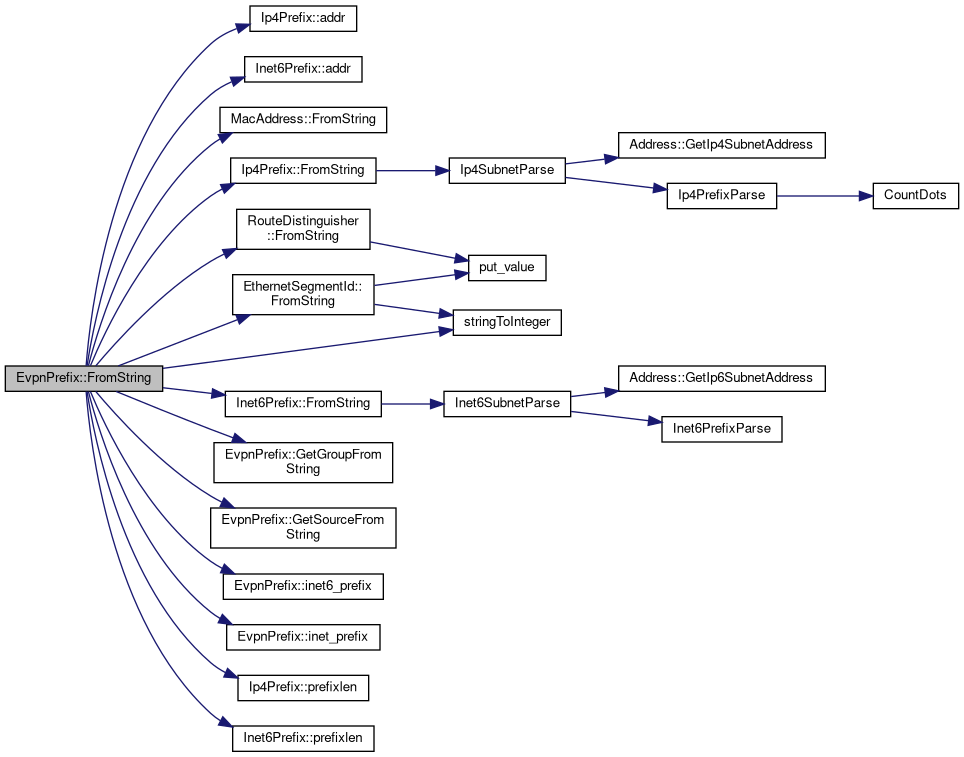 Ip4Prefix::addr
Inet6Prefix::addr
MacAddress::FromString
Address::GetIp4SubnetAddress
Ip4Prefix::FromString
Ip4SubnetParse
Ip4PrefixParse
CountDots
RouteDistinguisher
::FromString
put_value
EthernetSegmentId::
FromString
stringToInteger
EvpnPrefix::FromString
Address::GetIp6SubnetAddress
Inet6Prefix::FromString
Inet6SubnetParse
Inet6PrefixParse
EvpnPrefix::GetGroupFrom
String
EvpnPrefix::GetSourceFrom
String
EvpnPrefix::inet6_prefix
EvpnPrefix::inet_prefix
Ip4Prefix::prefixlen
Inet6Prefix::prefixlen